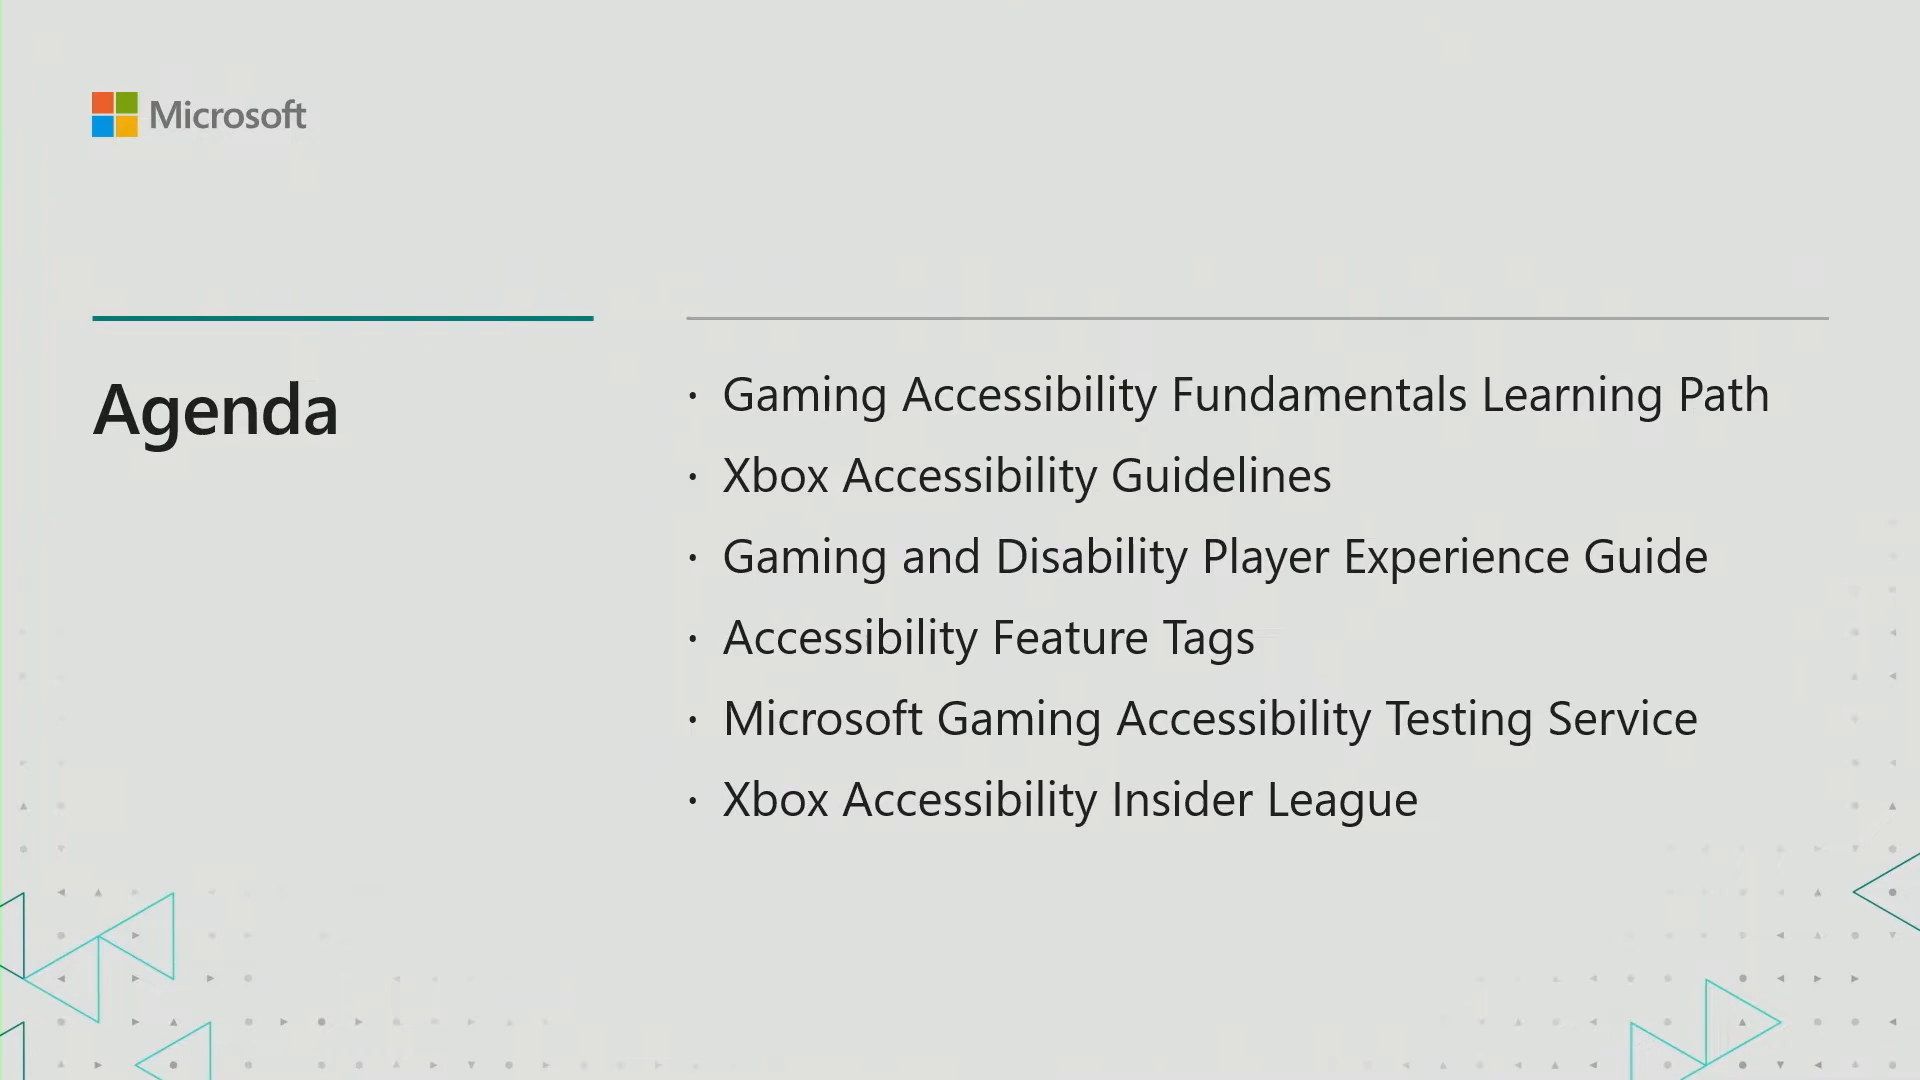 Microsoft
Agenda
· Gaming Accessibility Fundamentals Learning Path
· Xbox Accessibility Guidelines
· Gaming and Disability Player Experience Guide
· Accessibility Feature Tags
· Microsoft Gaming Accessibility Testing Service
· Xbox Accessibility Insider League